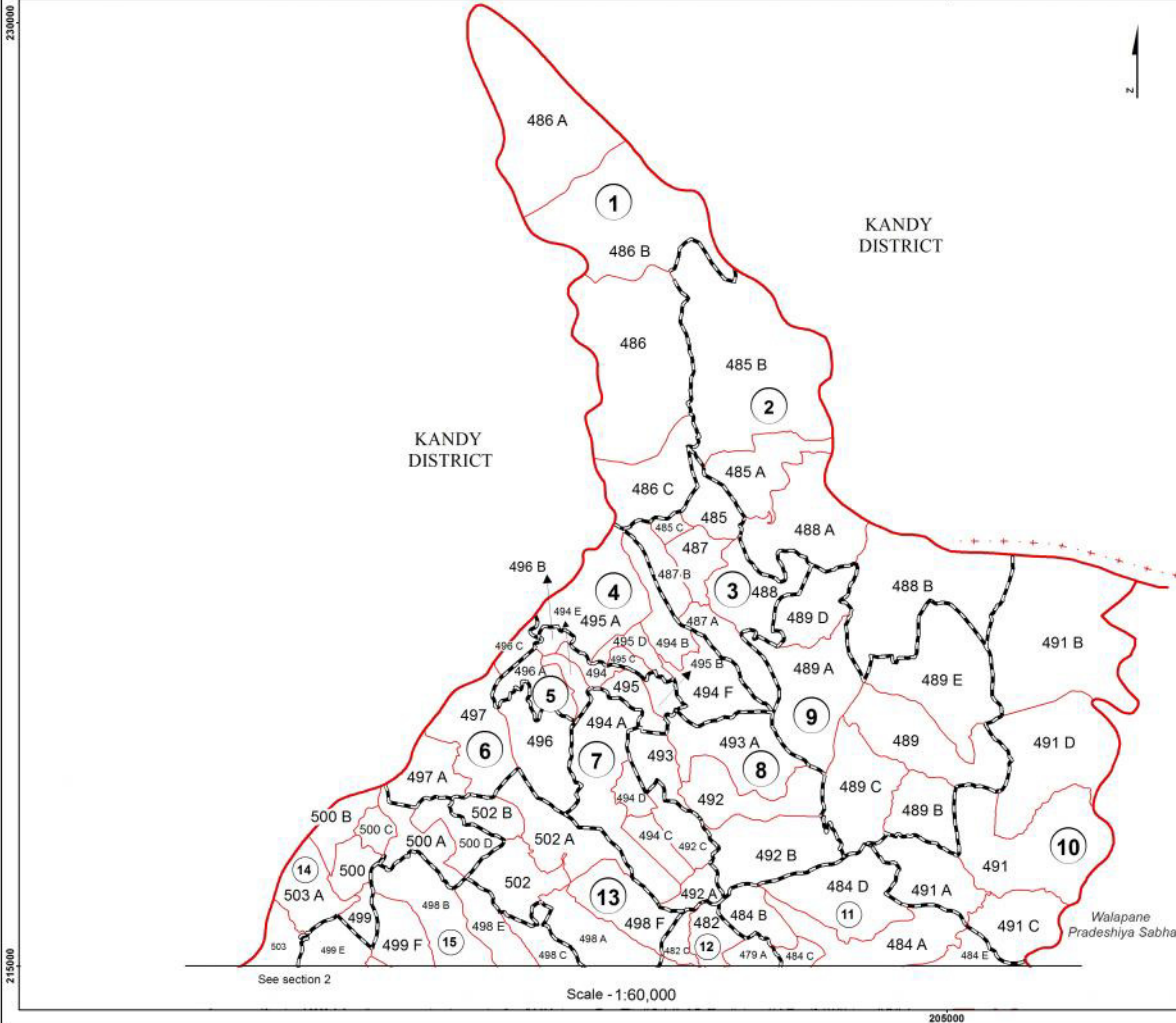 230000
Z
486 A
1
KANDY
DISTRICT
486 B
486
485 B
2
KANDY
DISTRICT
485 A
486 C
485
485 C
488 A
487
496 B
487 B
4
3
488
488 B
494 E
495 A
489 D
487 A
491 B
495 D
494 B
496 C
495 C
495 B
496 A
494
489 A
489 E
495
494 F
5
497
494 A
9
496
489
493 A
491 D
6
7
493
8
497 A
489 C
494 D
492
489 B
500 B
502 B
500 C
494 C
10
500 A
500 D
502 A
492 C
492 B
14
500
491
503 A
502
13
492 A
484 D
491 A
498 B
11
499
498 E
498 F
482
484 B
491 C
Walapane
Pradeshiya Sabha
503
499 E
499 F
15
498 A
12
484 A
498 C
482 C
479 A
484 C
484 E
215000
See section 2
Scale - 1:60,000
205000